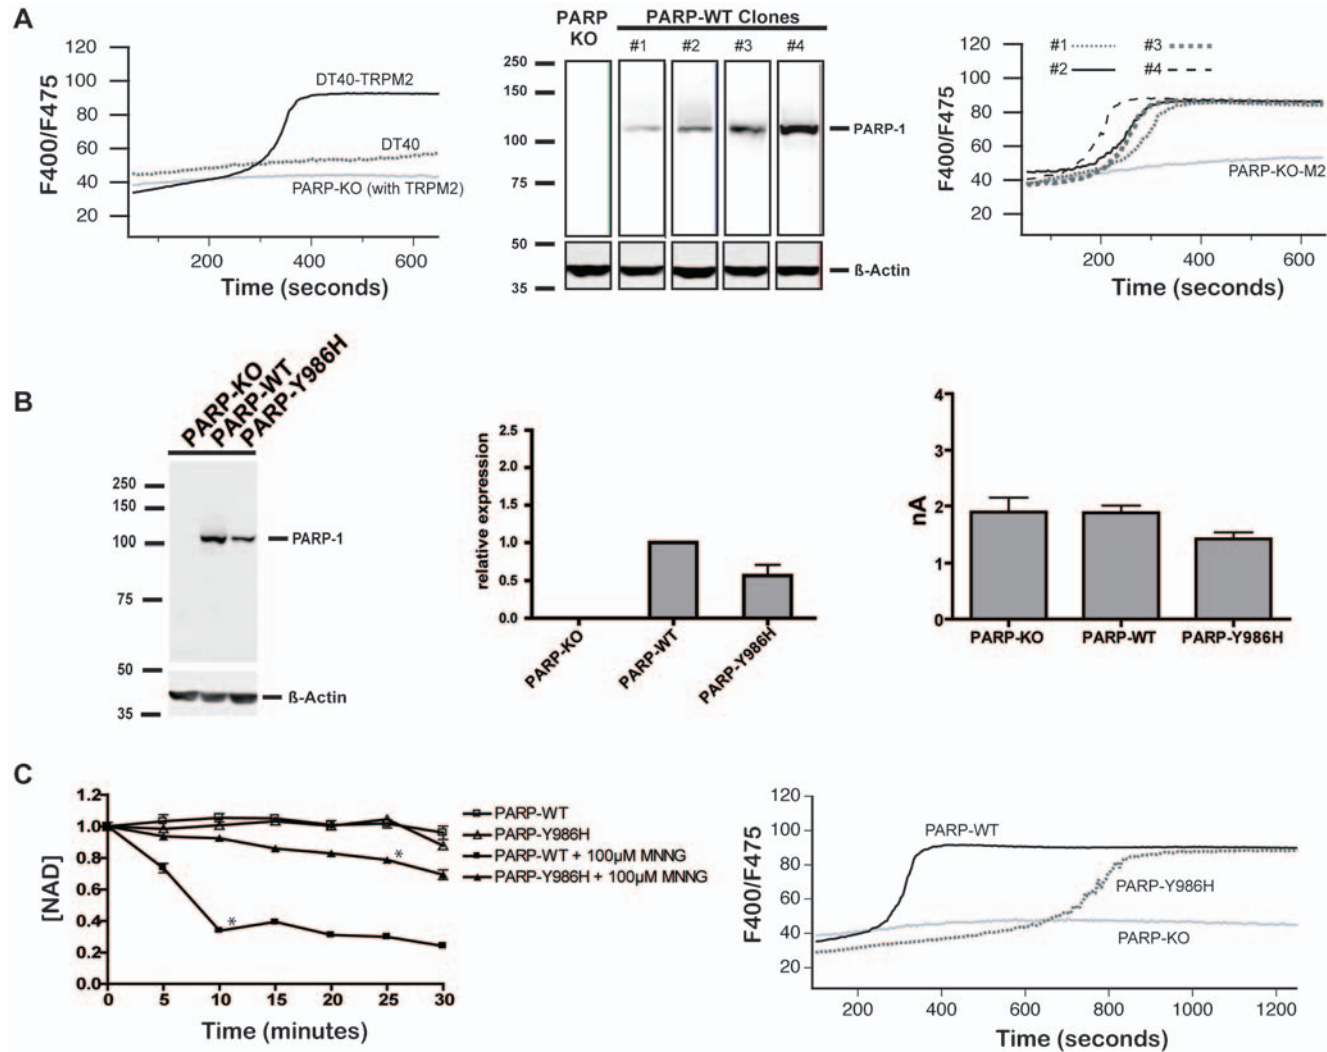 A
F400/F475
120
100
80
60
40
20
200
400
600
Time (seconds)
DT40-TRPM2
DT40
PARP-KO (with TRPM2)
PARP
KO
PARP-WT Clones
#1
#2
#3
#4
250
150
100
75
50
35
PARP-1
ß-Actin
F400/F475
120
100
80
60
40
20
#1
#3
#2
#4
PARP-KO-M2
200
400
600
Time (seconds)
B
PARP-KO
PARP-WT
PARP-Y986H
250
150
100
75
50
35
PARP-1
ß-Actin
relative expression
2.5
2.0
1.5
1.0
0.5
0.0
PARP-KO
PARP-WT
PARP-Y986H
nA
4
3
2
1
0
PARP-KO
PARP-WT
PARP-Y986H
C
[NAD]
1.2
1.0
0.8
0.6
0.4
0.2
0.0
0
5
10
15
20
25
30
Time (minutes)
*
*
PARP-WT
PARP-Y986H
PARP-WT + 100µM MNNG
PARP-Y986H + 100µM MNNG
F400/F475
120
100
80
60
40
20
PARP-WT
PARP-Y986H
PARP-KO
200
400
600
800
1000
1200
Time (seconds)